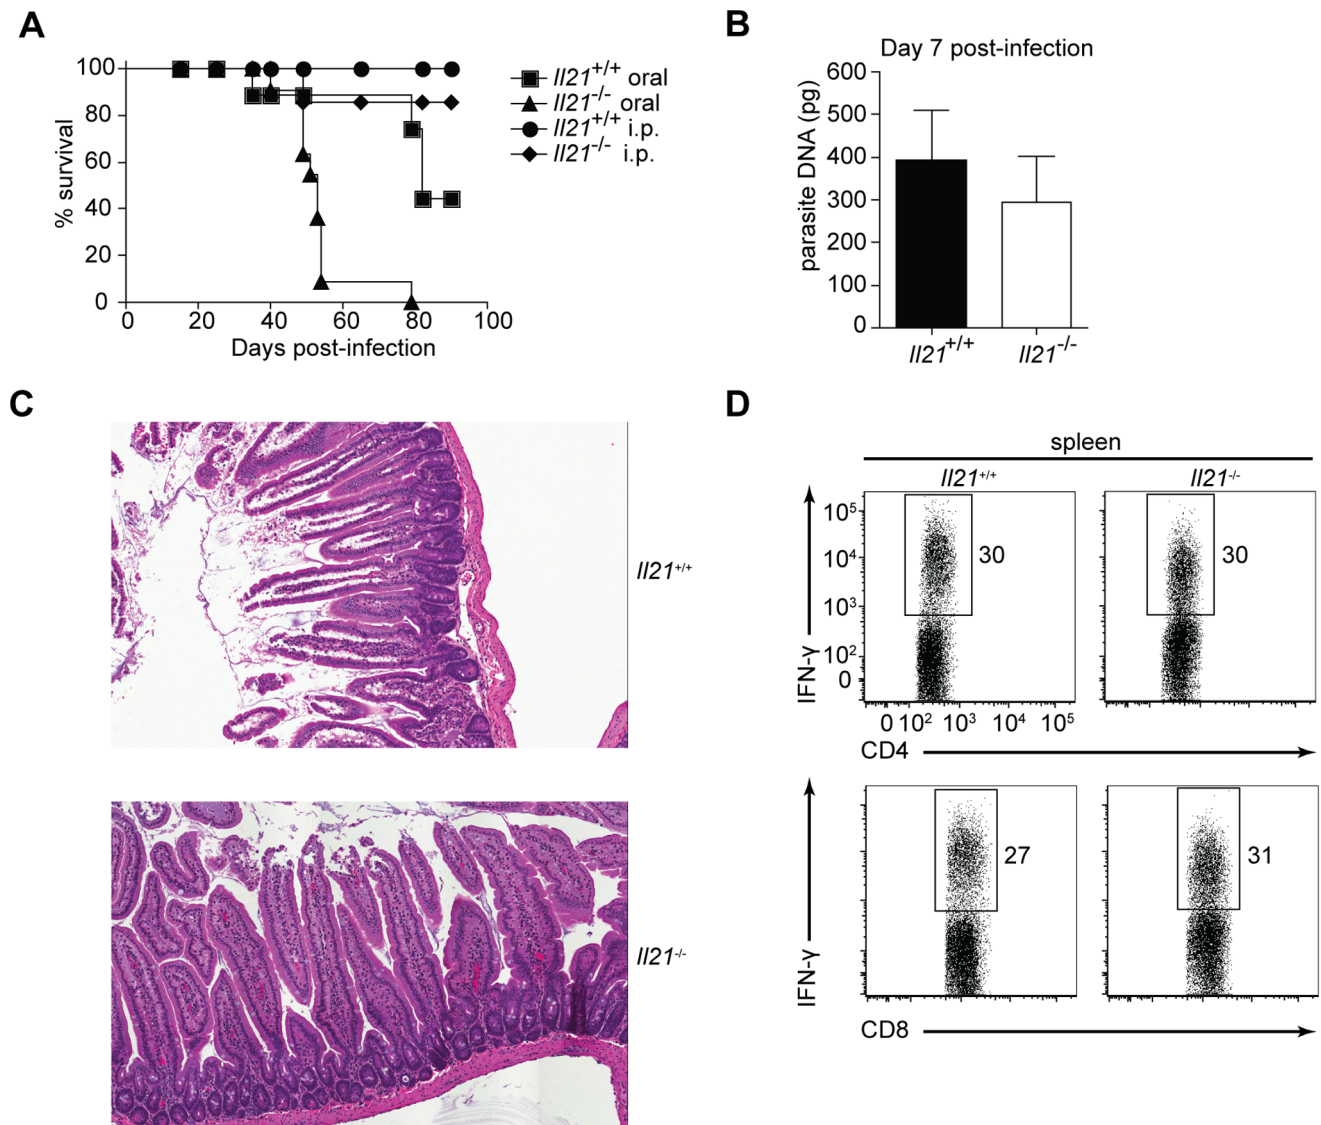 A
100
80
60
40
20
0
% survival
0 20 40 60 80 100
Days post-infection
Il21+/+ oral
Il21-/- oral
Il21+/+ i.p.
Il21-/- i.p.
B
Day 7 post-infection
600
500
400
300
200
100
0
parasite DNA (pg)
Il21+/+ Il21-/-
C
Il21+/+
Il21-/-
D
spleen
Il21+/+ Il21-/-
10⁵
10⁴
10³
10²
0
IFN-γ
30 30
0 10² 10³ 10⁴ 10⁵
CD4
IFN-γ
27 31
CD8